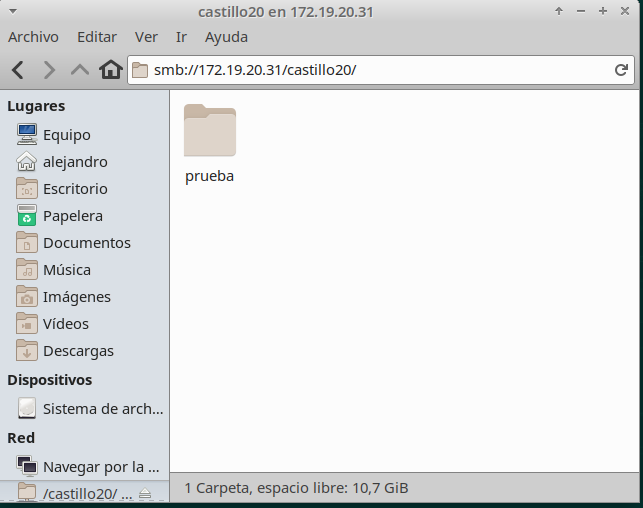 castillo20 en 172.19.20.31
Archivo Editar Ver Ir Ayuda
smb://172.19.20.31/castillo20/
Lugares
Equipo
alejandro
Escritorio
Papelera
Documentos
Música
Imágenes
Vídeos
Descargas
Dispositivos
Sistema de arch...
Red
Navegar por la ...
/castillo20/ ...
prueba
1 Carpeta, espacio libre: 10,7 GiB